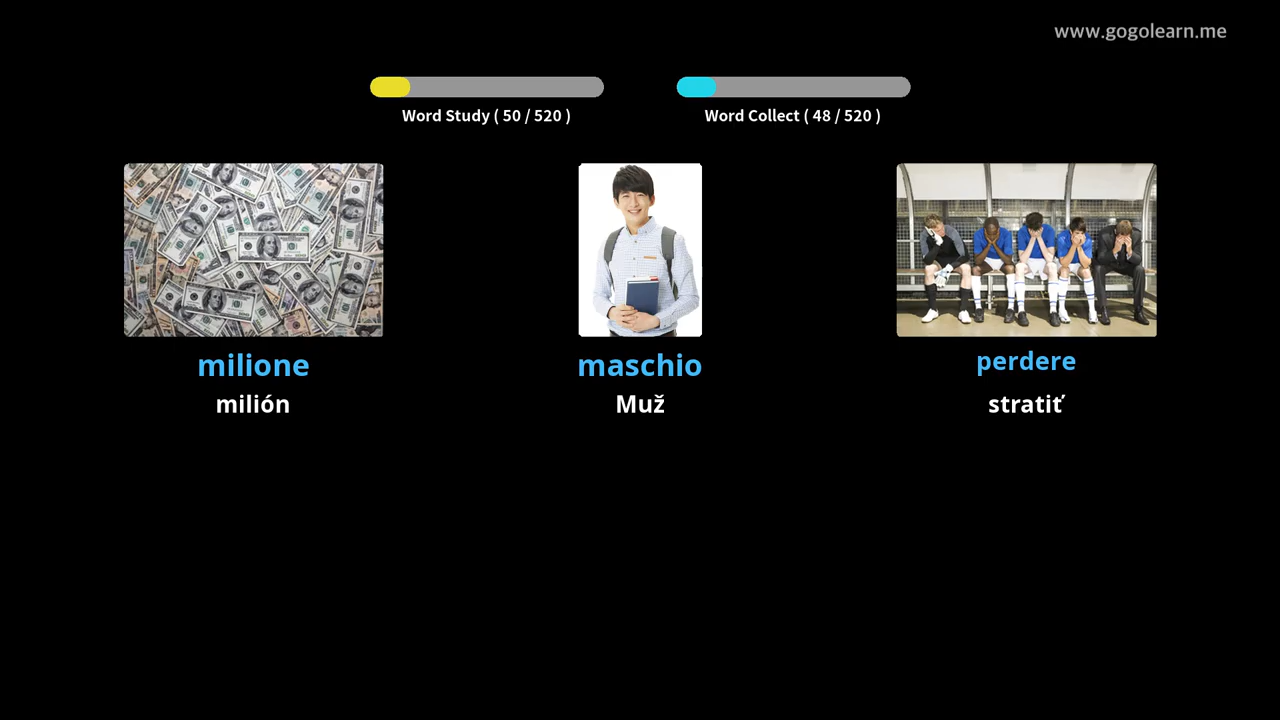 www.gogolearn.me
Word Study ( 50 / 520 )
Word Collect ( 48 / 520 )
milione
maschio
perdere
milión
Muž
stratiť